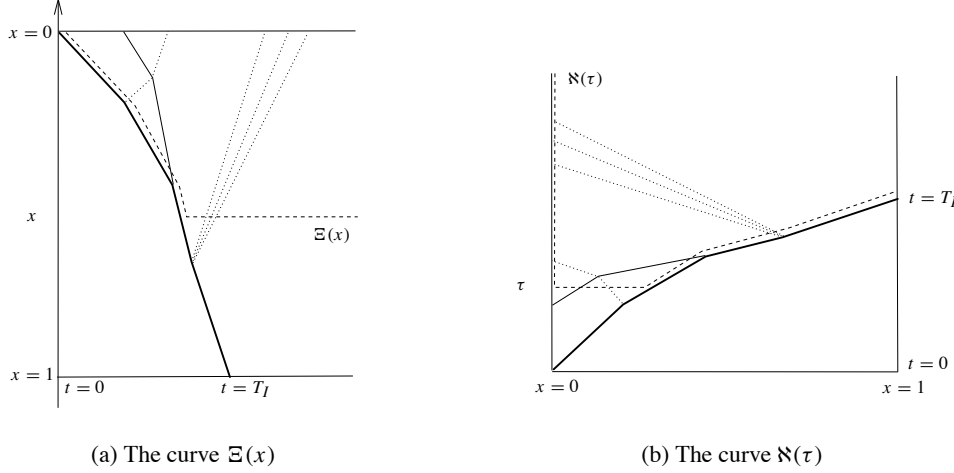 x = 0
x
Ξ(x)
x = 1
t = 0
t = T_I
(a) The curve Ξ(x)
ℵ(τ)
t = T_I
τ
t = 0
x = 0
x = 1
(b) The curve ℵ(τ)